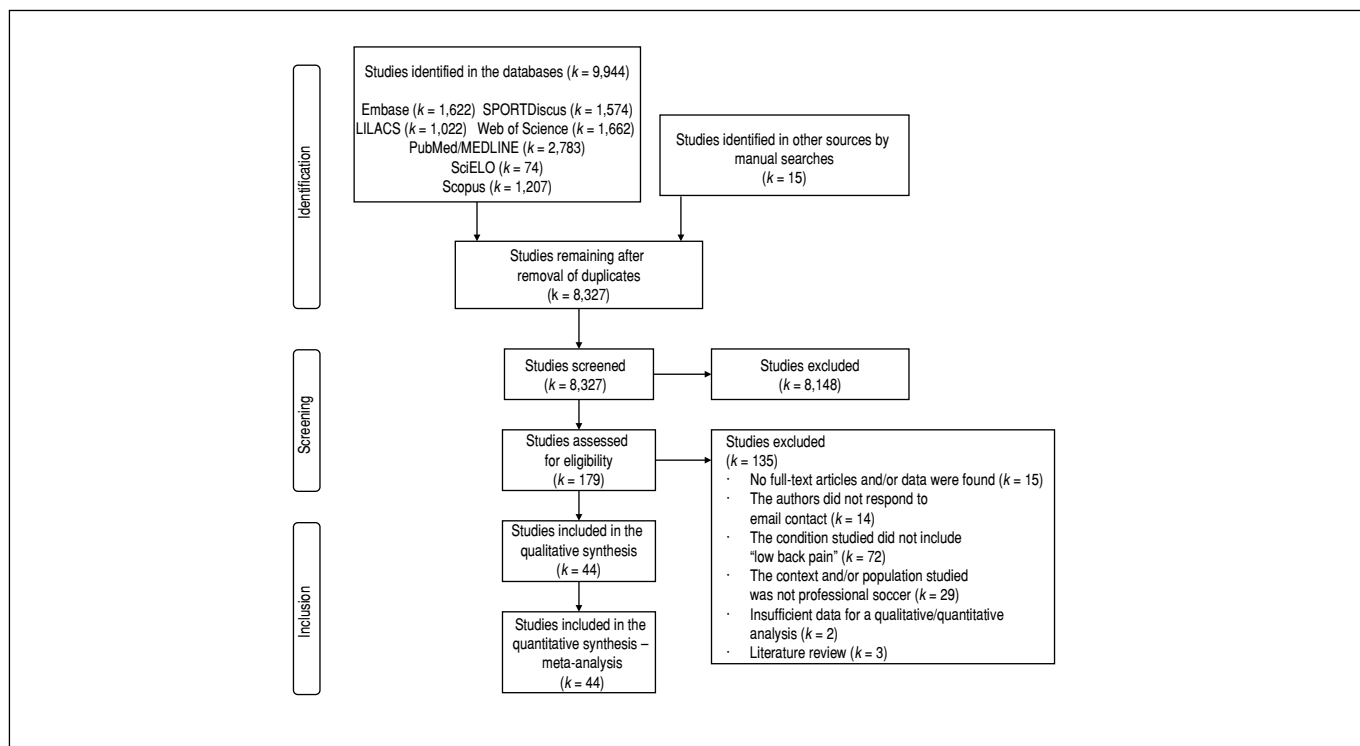 Identification
Studies identified in the databases (k = 9,944)
Embase (k = 1,622) SPORTDiscus (k = 1,574)
LILACS (k = 1,022) Web of Science (k = 1,662)
PubMed/MEDLINE (k = 2,783)
SciELO (k = 74)
Scopus (k = 1,207)
Studies identified in other sources by
manual searches
(k = 15)
Studies remaining after
removal of duplicates
(k = 8,327)
Screening
Studies screened
(k = 8,327)
Studies excluded
(k = 8,148)
Studies assessed
for eligibility
(k = 179)
Studies excluded
(k = 135)
· No full-text articles and/or data were found (k = 15)
· The authors did not respond to
email contact (k = 14)
· The condition studied did not include
“low back pain” (k = 72)
· The context and/or population studied
was not professional soccer (k = 29)
· Insufficient data for a qualitative/quantitative
analysis (k = 2)
· Literature review (k = 3)
Inclusion
Studies included in the
qualitative synthesis
(k = 44)
Studies included in the
quantitative synthesis –
meta-analysis
(k = 44)